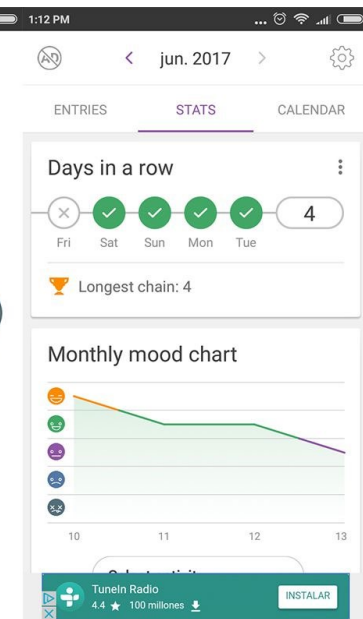 1:12 PM
...
AD
jun. 2017
ENTRIES STATS CALENDAR
Days in a row
4
Fri Sat Sun Mon Tue
Longest chain: 4
Monthly mood chart
10 11 12 13
TuneIn Radio
4.4 100 millones
INSTALAR